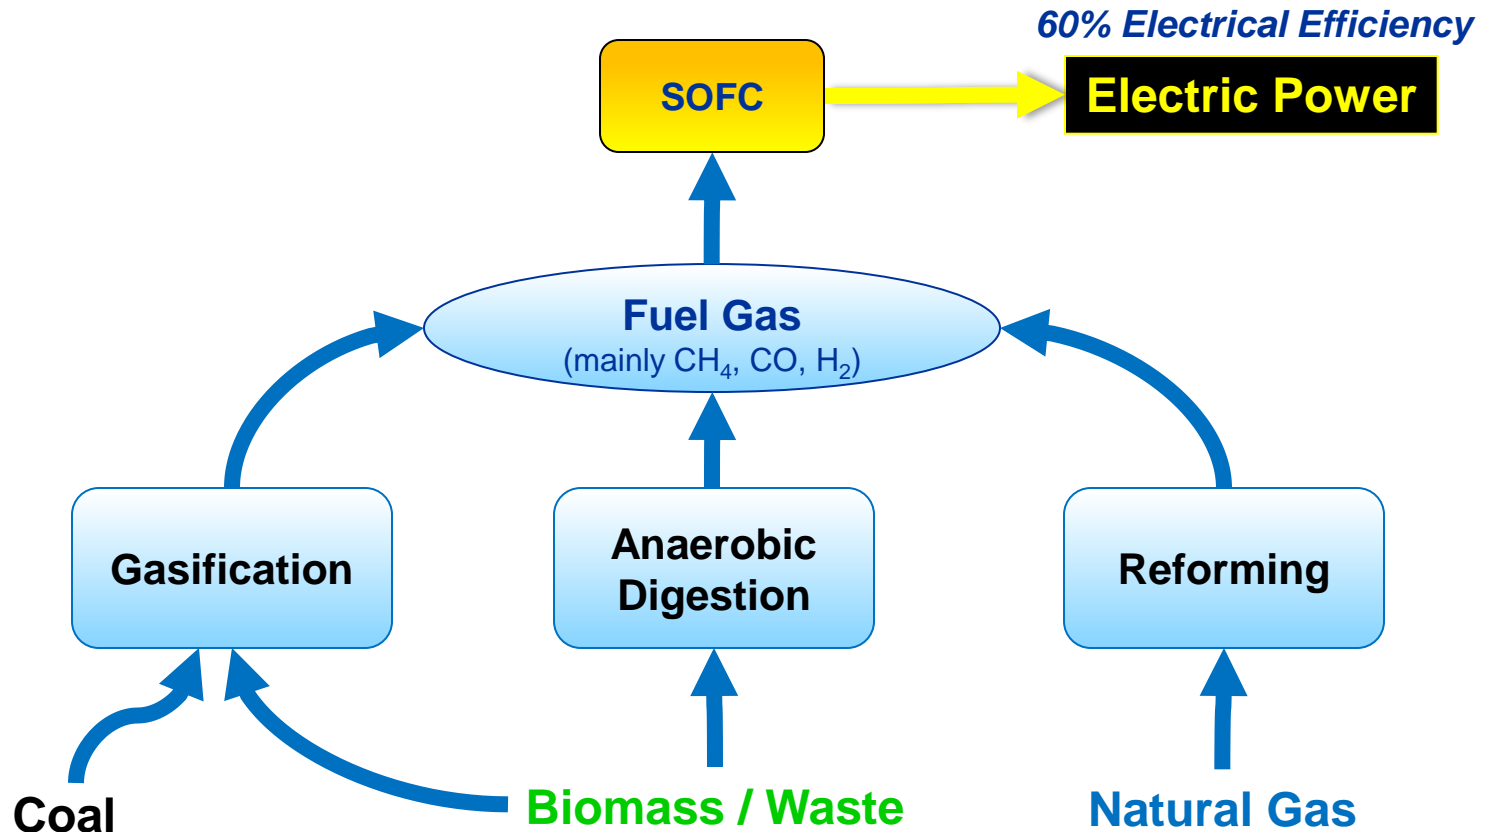 60% Electrical Efficiency
SOFC
Electric Power
Fuel Gas
(mainly CH₄, CO, H₂)
Gasification
Anaerobic
Digestion
Reforming
Coal
Biomass / Waste
Natural Gas